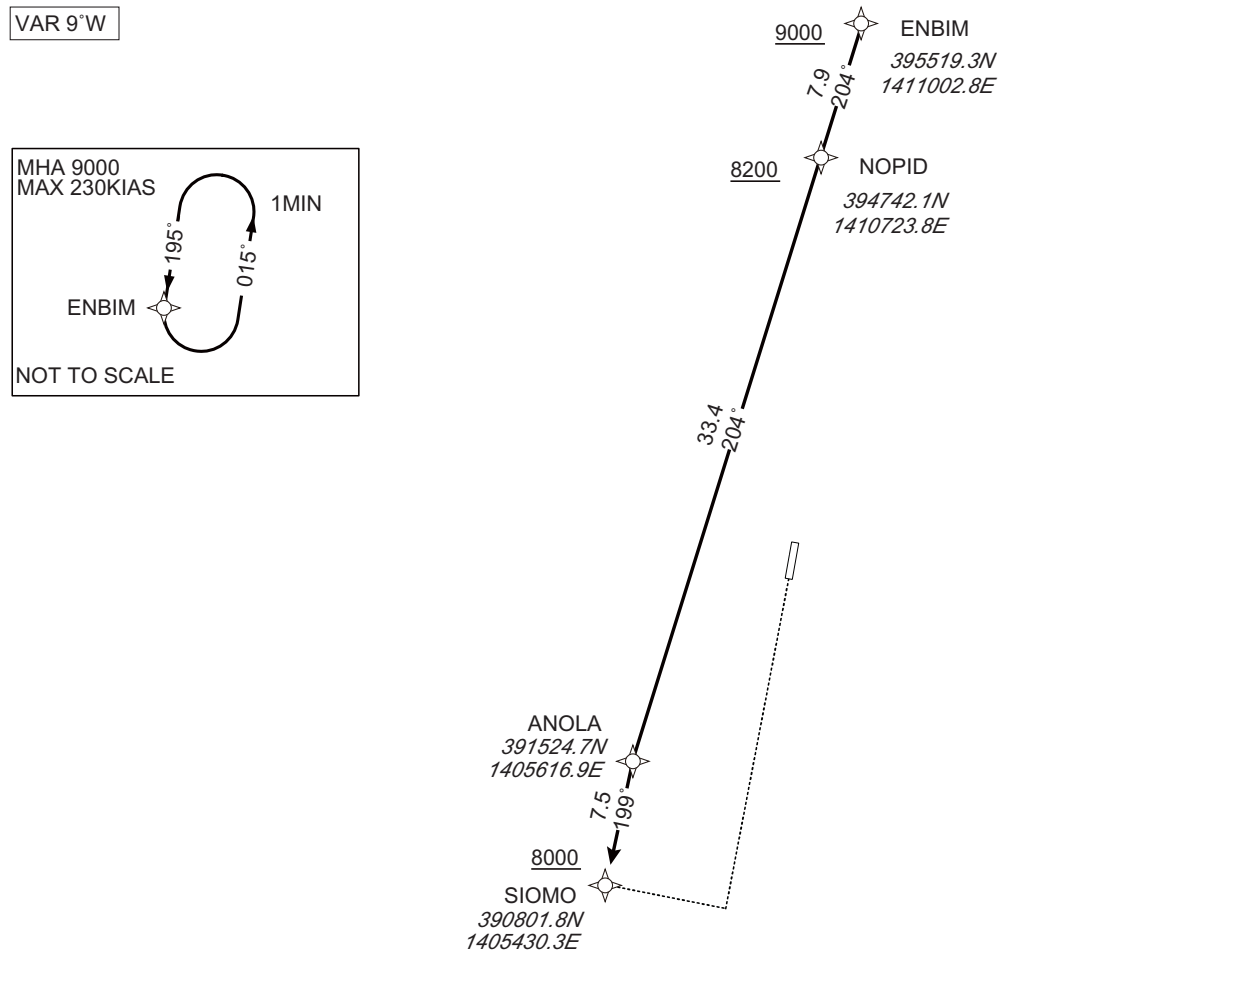 VAR 9°W
9000
ENBIM
395519.3N
1411002.8E
7.9
204°
MHA 9000
MAX 230KIAS
1MIN
195°
015°
ENBIM
NOT TO SCALE
8200
NOPID
394742.1N
1410723.8E
33.4
204°
ANOLA
391524.7N
1405616.9E
7.5
199°
8000
SIOMO
390801.8N
1405430.3E